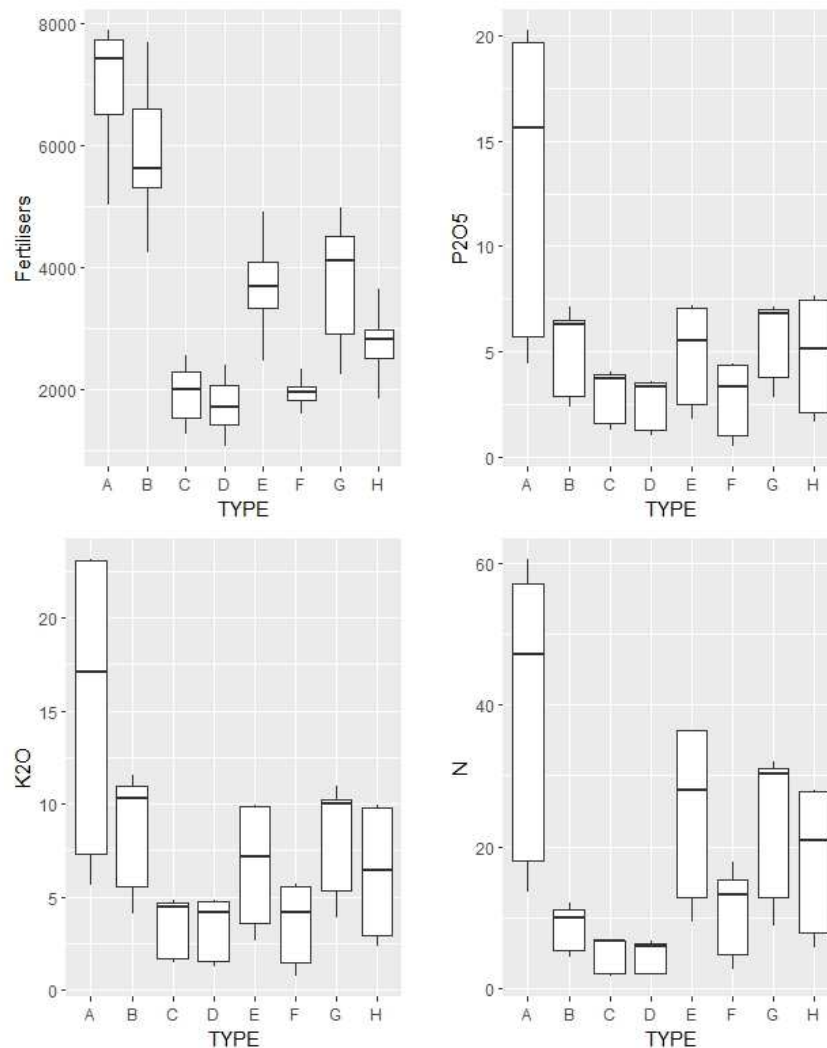 Fertilisers
8000
6000
4000
2000
A B C D E F G H
TYPE
P2O5
20
15
10
5
0
A B C D E F G H
TYPE
K2O
20
15
10
5
0
A B C D E F G H
TYPE
N
60
40
20
0
A B C D E F G H
TYPE